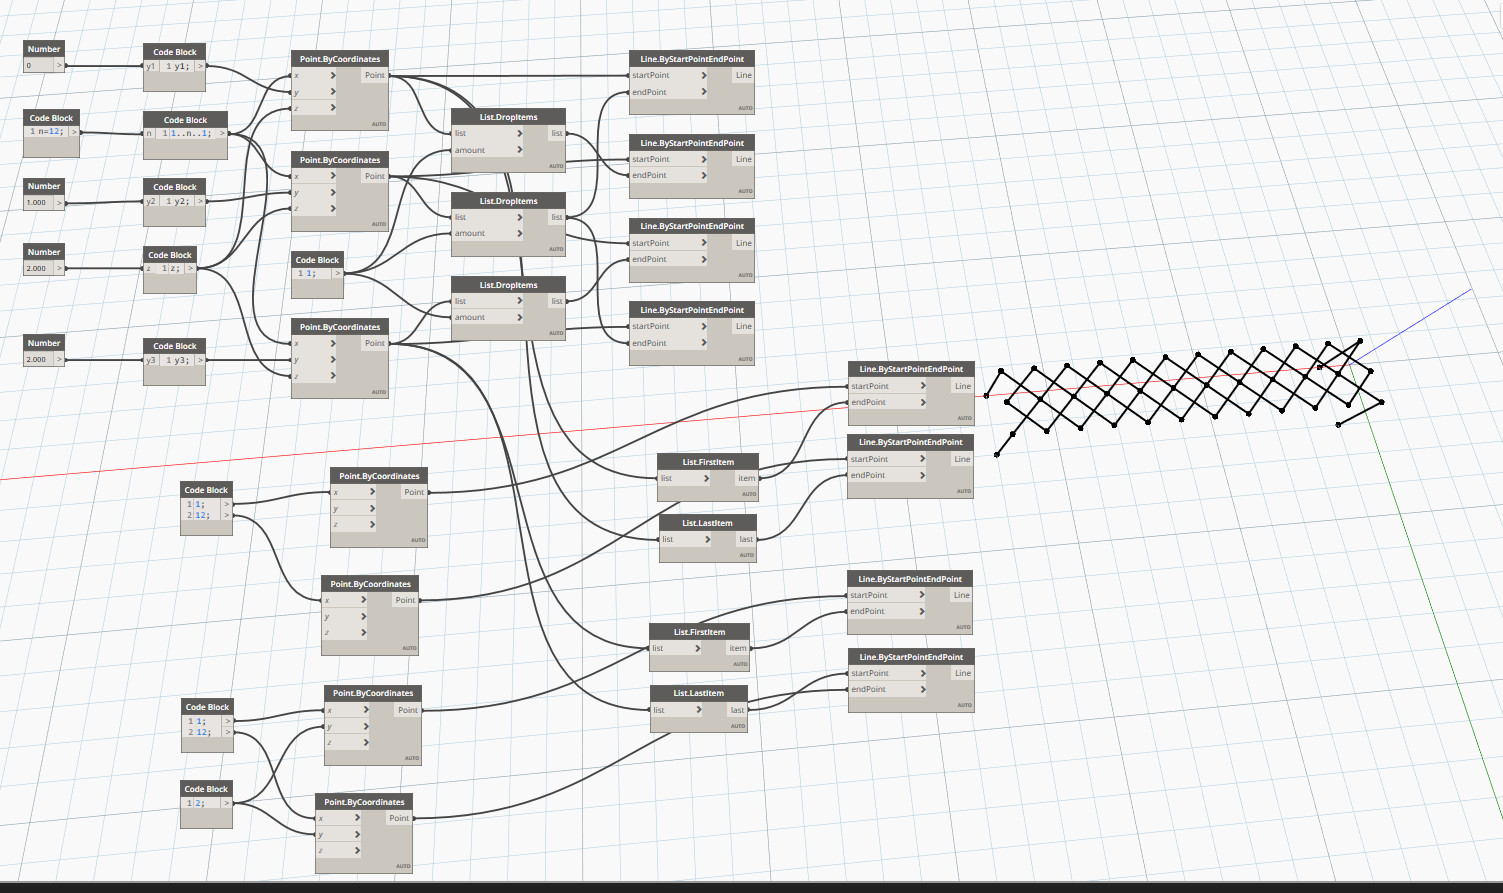 Number
0 >
Code Block
y1 1 y1; >
Point.ByCoordinates
x > Point
y >
z >
AUTO
Line.ByStartPointEndPoint
startPoint > Line
endPoint >
AUTO
Code Block
1 n=12; >
Code Block
n 1 1..n..1; >
List.DropItems
list > list
amount >
AUTO
Line.ByStartPointEndPoint
startPoint > Line
endPoint >
AUTO
Number
1.000 >
Code Block
y2 1 y2; >
Point.ByCoordinates
x > Point
y >
z >
AUTO
List.DropItems
list > list
amount >
AUTO
Line.ByStartPointEndPoint
startPoint > Line
endPoint >
AUTO
Number
2.000 >
Code Block
z 1 z; >
Code Block
1 1; >
List.DropItems
list > list
amount >
AUTO
Line.ByStartPointEndPoint
startPoint > Line
endPoint >
AUTO
Number
2.000 >
Code Block
y3 1 y3; >
Point.ByCoordinates
x > Point
y >
z >
AUTO
Line.ByStartPointEndPoint
startPoint > Line
endPoint >
AUTO
Line.ByStartPointEndPoint
startPoint > Line
endPoint >
AUTO
Code Block
1 1; >
2 12; >
Point.ByCoordinates
x > Point
y >
z >
AUTO
List.FirstItem
list > item
AUTO
List.LastItem
list > last
AUTO
Point.ByCoordinates
x > Point
y >
z >
AUTO
Line.ByStartPointEndPoint
startPoint > Line
endPoint >
AUTO
List.FirstItem
list > item
AUTO
Line.ByStartPointEndPoint
startPoint > Line
endPoint >
AUTO
Code Block
1 1; >
2 12; >
Point.ByCoordinates
x > Point
y >
z >
AUTO
List.LastItem
list > last
AUTO
Code Block
1 2; >
Point.ByCoordinates
x > Point
y >
z >
AUTO